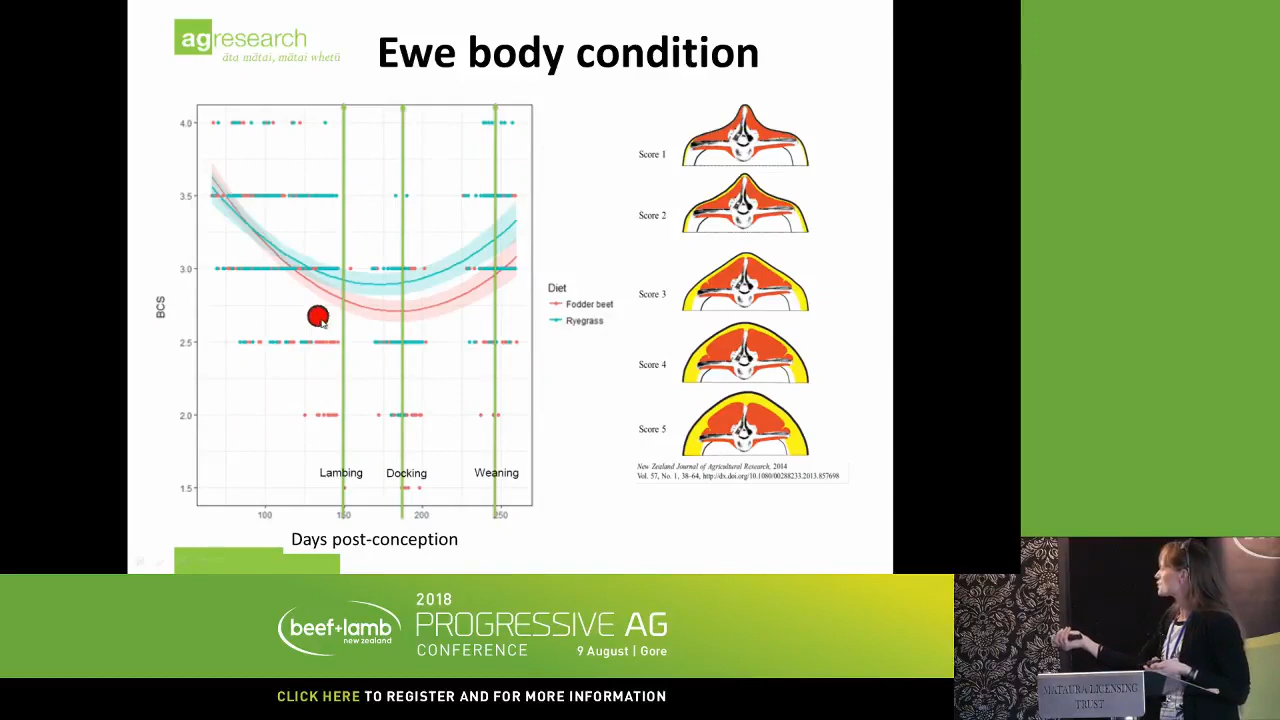 agresearch
āta mātai, mātai whetū
Ewe body condition
4.0
3.5
3.0
2.5
2.0
1.5
BCS
Lambing
Docking
Weaning
100
150
200
250
Days post-conception
Diet
Fodder beet
Ryegrass
Score 1
Score 2
Score 3
Score 4
Score 5
New Zealand Journal of Agricultural Research, 2014
Vol. 57, No. 1, 38–64, http://dx.doi.org/10.1080/00288233.2013.857698
beef+lamb
new zealand
2018
PROGRESSIVE AG
CONFERENCE
9 August | Gore
CLICK HERE TO REGISTER AND FOR MORE INFORMATION
MATAURA LICENSING
TRUST